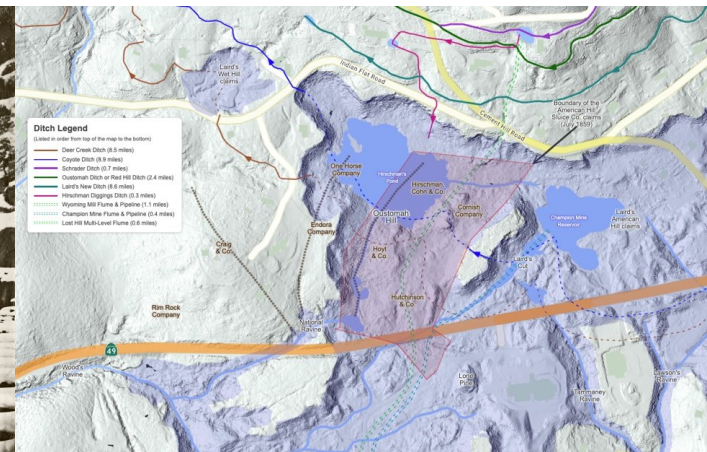 Laird's
Wet Hill
claims
Indian Flat Road
Cement Hill Road
Boundary of the
American Hill
Sluice Co. claims
(July 1859)
Ditch Legend
(Listed in order from top of the map to the bottom)
Deer Creek Ditch (8.5 miles)
Coyote Ditch (8.9 miles)
Schrader Ditch (0.7 miles)
Oustomah Ditch or Red Hill Ditch (2.4 miles)
Laird's New Ditch (8.6 miles)
Hirschman Diggings Ditch (0.3 miles)
Wyoming Mill Flume & Pipeline (1.1 miles)
Champion Mine Flume & Pipeline (0.4 miles)
Lost Hill Multi-Level Flume (0.6 miles)
One Horse
Company
Hirschman's
Pond
Hirschman
Cohn & Co.
Oustomah
Hill
Cornish
Company
Champion Mine
Reservoir
Laird's
American
Hill claims
Endora
Company
Craig
& Co.
Hoyt
& Co.
Laird's
Cut
Hutchinson
& Co.
Rim Rock
Company
National
Ravine
49
Wood's
Ravine
Long
Pine
Tammaney
Ravine
Lawson's
Ravine